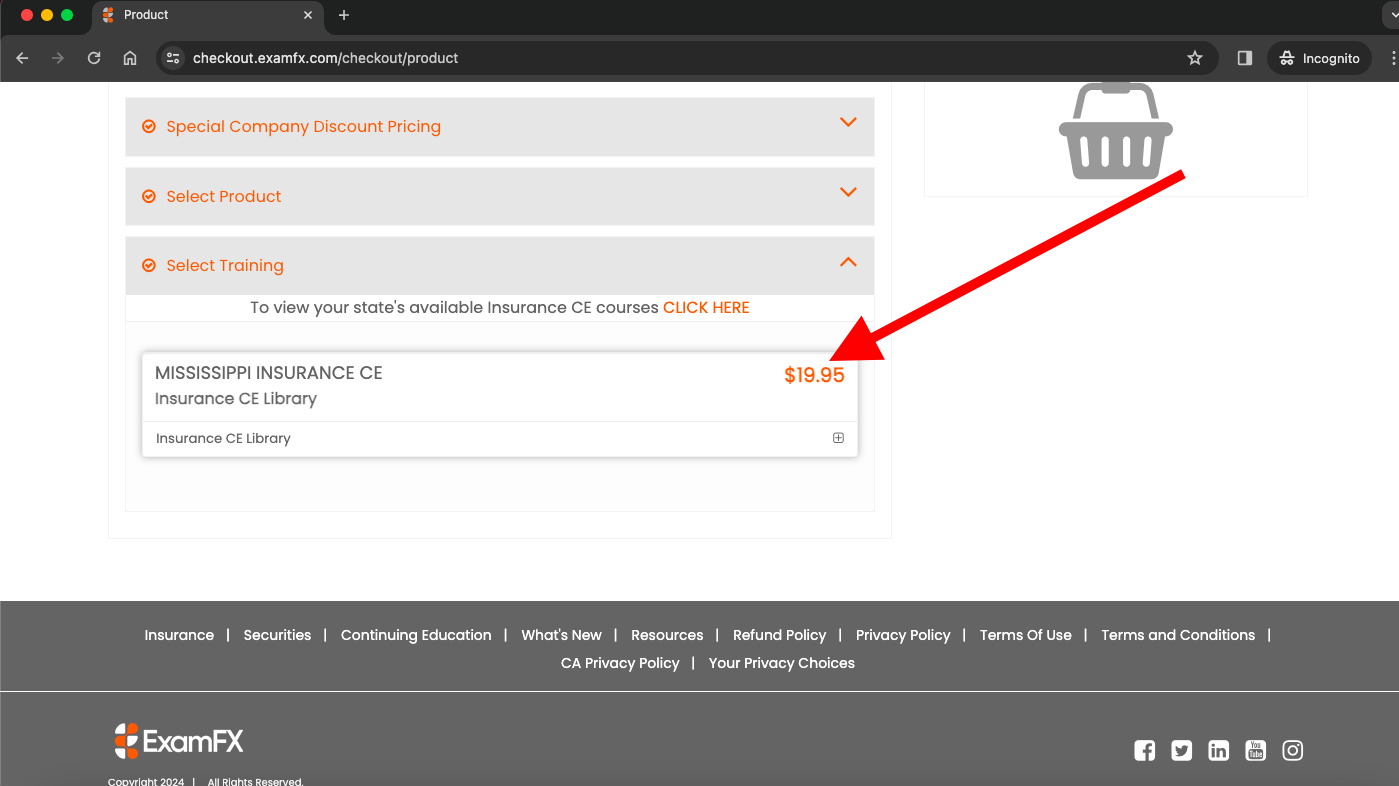 Product
checkout.examfx.com/checkout/product
Incognito
Special Company Discount Pricing
Select Product
Select Training
To view your state's available Insurance CE courses CLICK HERE
MISSISSIPPI INSURANCE CE
$19.95
Insurance CE Library
Insurance CE Library
Insurance | Securities | Continuing Education | What's New | Resources | Refund Policy | Privacy Policy | Terms Of Use | Terms and Conditions |
CA Privacy Policy | Your Privacy Choices
ExamFX
You
Tube
Copyright 2024 | All Rights Reserved.